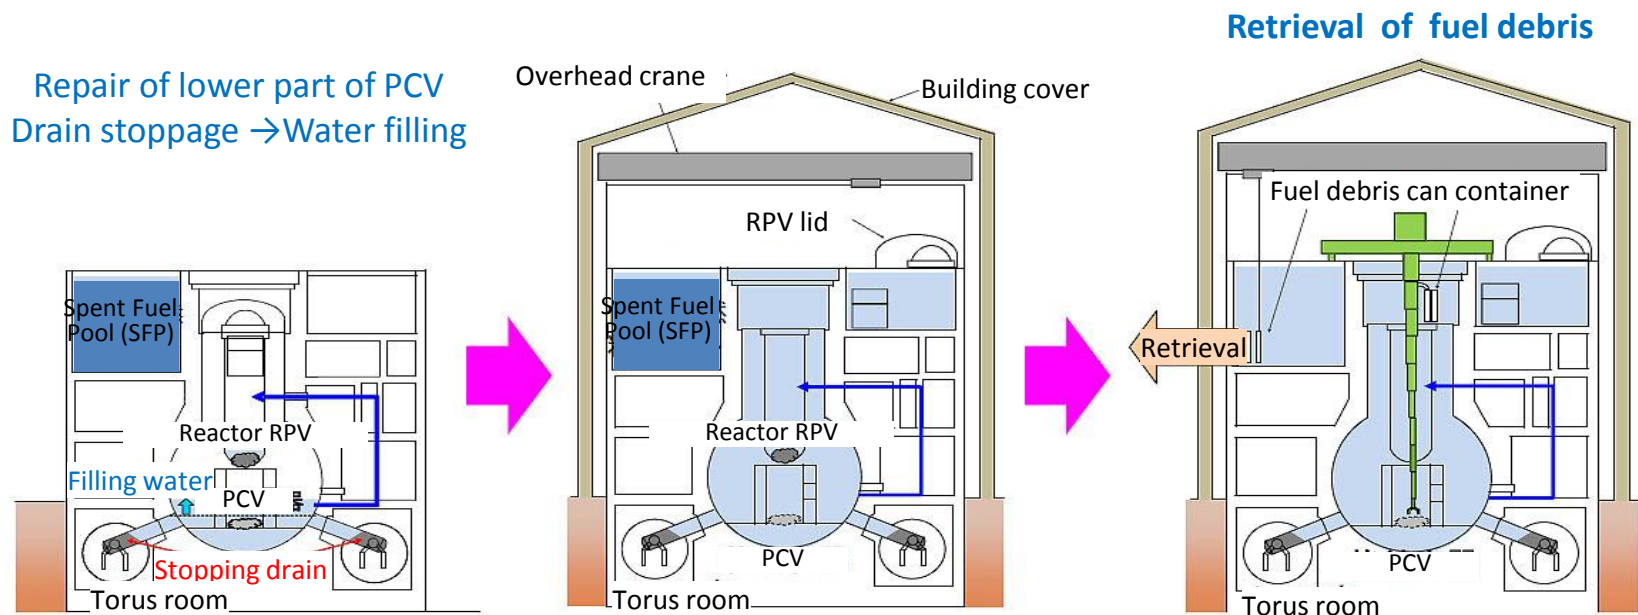 Repair of lower part of PCV
Drain stoppage →Water filling
Spent Fuel
Pool (SFP)
Reactor RPV
Filling water
PCV
Stopping drain
Torus room
Overhead crane
Building cover
RPV lid
Spent Fuel
Pool (SFP)
Reactor RPV
PCV
Torus room
Retrieval of fuel debris
Fuel debris can container
Retrieval
PCV
Torus room